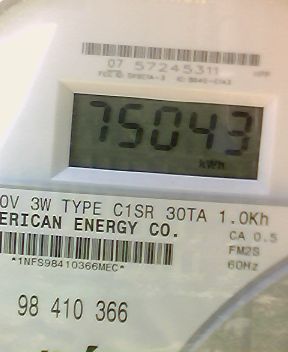 07 57245311
75043
kWh
0V 3W TYPE C1SR 30TA 1.0Kh
ERICAN ENERGY CO.
CA 0.5
FM2S
60Hz
*1NFS98410366MEC*
98 410 366